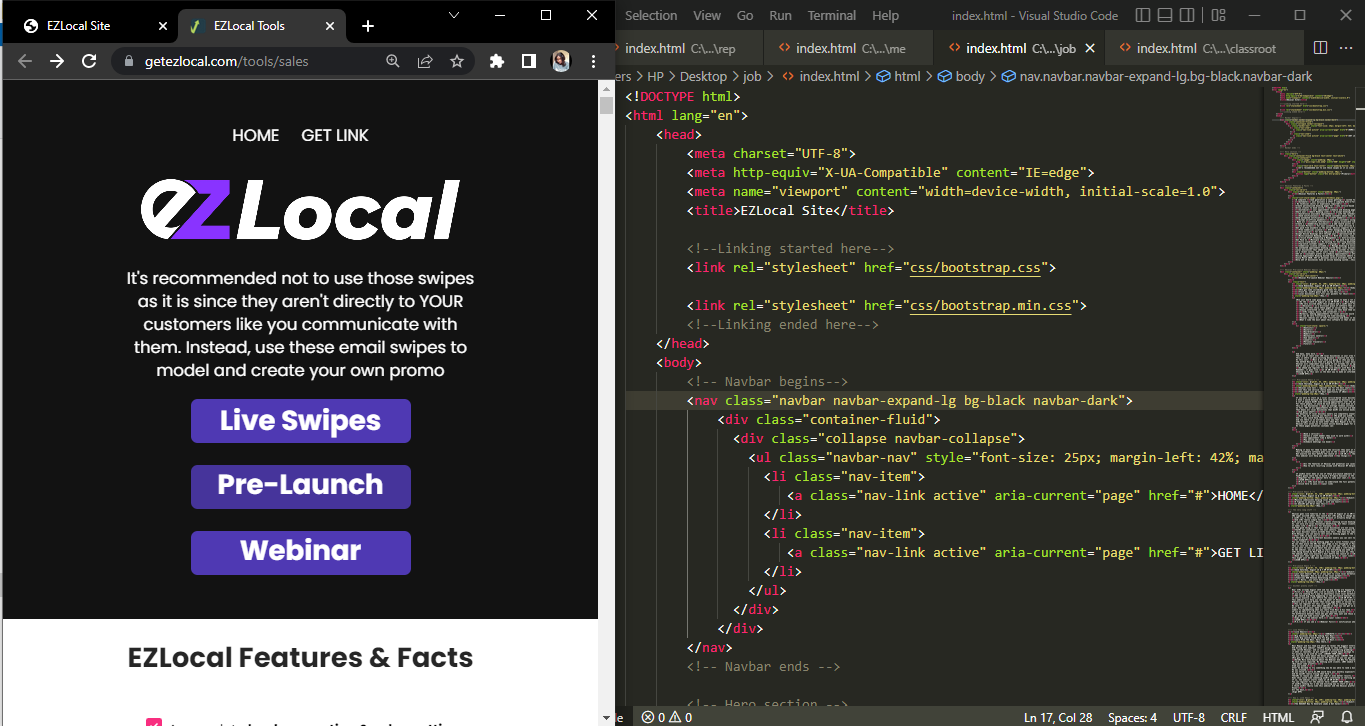 EZLocal Site
EZLocal Tools
getezlocal.com/tools/sales
HOME GET LINK
eZLocal
It's recommended not to use those swipes
as it is since they aren't directly to YOUR
customers like you communicate with
them. Instead, use these email swipes to
model and create your own promo
Live Swipes
Pre-Launch
Webinar
EZLocal Features & Facts
Selection View Go Run Terminal Help index.html - Visual Studio Code
index.html C:\...\rep
index.html C:\...\me
index.html C:\...\job
index.html C:\...\classroot
ers > HP > Desktop > job > index.html > html > body > nav.navbar.navbar-expand-lg.bg-black.navbar-dark
<!DOCTYPE html>
<html lang="en">
<head>
<meta charset="UTF-8">
<meta http-equiv="X-UA-Compatible" content="IE=edge">
<meta name="viewport" content="width=device-width, initial-scale=1.0">
<title>EZLocal Site</title>
<!--Linking started here-->
<link rel="stylesheet" href="css/bootstrap.css">
<link rel="stylesheet" href="css/bootstrap.min.css">
<!--Linking ended here-->
</head>
<body>
<!-- Navbar begins-->
<nav class="navbar navbar-expand-lg bg-black navbar-dark">
<div class="container-fluid">
<div class="collapse navbar-collapse">
<ul class="navbar-nav" style="font-size: 25px; margin-left: 42%; ma
<li class="nav-item">
<a class="nav-link active" aria-current="page" href="#">HOME</
</li>
<li class="nav-item">
<a class="nav-link active" aria-current="page" href="#">GET LI
</li>
</ul>
</div>
</div>
</nav>
<!-- Navbar ends -->
<!-- Hero section -->
0 0 Ln 17, Col 28 Spaces: 4 UTF-8 CRLF HTML